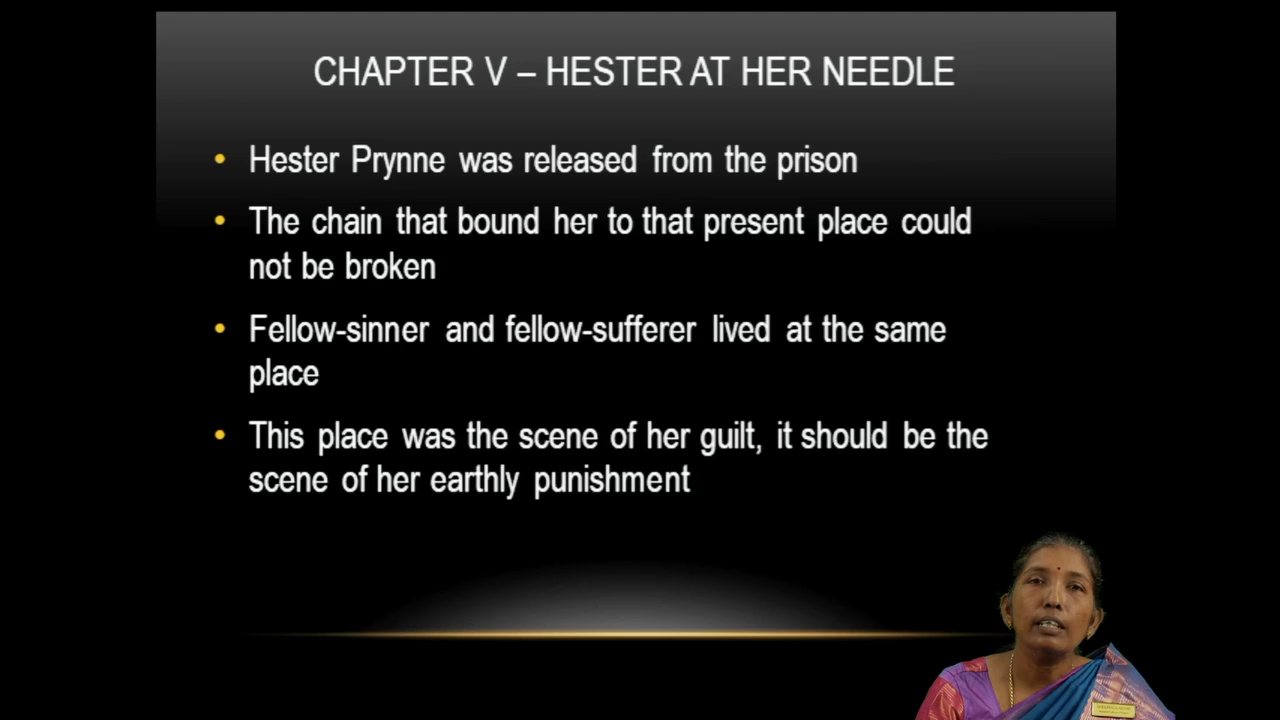 CHAPTER V – HESTER AT HER NEEDLE
• Hester Prynne was released from the prison
• The chain that bound her to that present place could
not be broken
• Fellow-sinner and fellow-sufferer lived at the same
place
• This place was the scene of her guilt, it should be the
scene of her earthly punishment